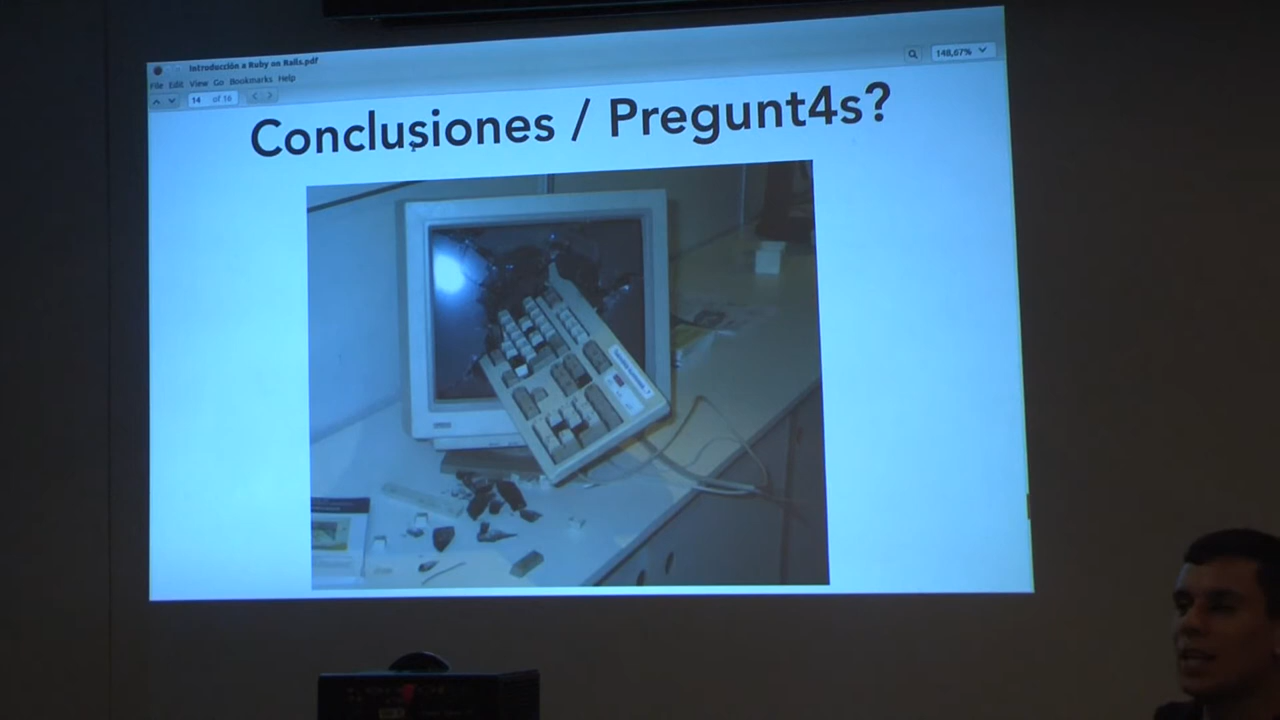 Introducción a Ruby on Rails.pdf
File Edit View Go Bookmarks Help
14 of 16
148,67%
Conclusiones / Pregunt4s?